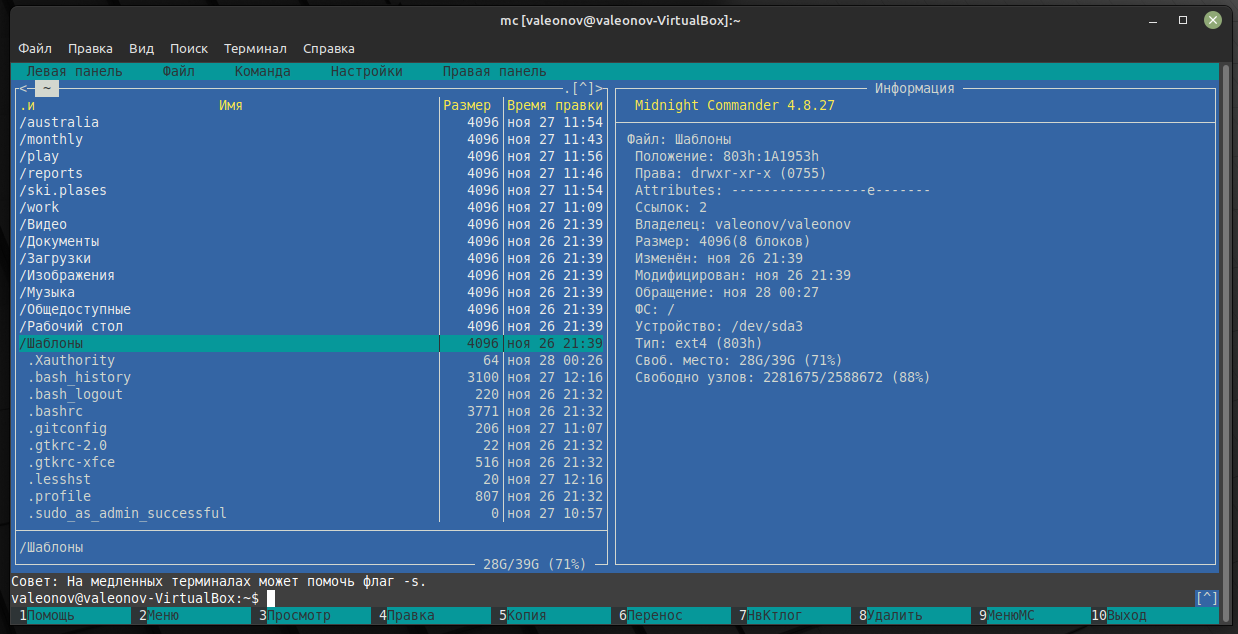 mc [valeonov@valeonov-VirtualBox]:~
Файл Правка Вид Поиск Терминал Справка
Левая панель Файл Команда Настройки Правая панель
<─ ~ .[^]>
.и Имя Размер Время правки
/australia 4096 ноя 27 11:54
/monthly 4096 ноя 27 11:43
/play 4096 ноя 27 11:56
/reports 4096 ноя 27 11:46
/ski.plases 4096 ноя 27 11:54
/work 4096 ноя 27 11:09
/Видео 4096 ноя 26 21:39
/Документы 4096 ноя 26 21:39
/Загрузки 4096 ноя 26 21:39
/Изображения 4096 ноя 26 21:39
/Музыка 4096 ноя 26 21:39
/Общедоступные 4096 ноя 26 21:39
/Рабочий стол 4096 ноя 26 21:39
/Шаблоны 4096 ноя 26 21:39
.Xauthority 64 ноя 28 00:26
.bash_history 3100 ноя 27 12:16
.bash_logout 220 ноя 26 21:32
.bashrc 3771 ноя 26 21:32
.gitconfig 206 ноя 27 11:07
.gtkrc-2.0 22 ноя 26 21:32
.gtkrc-xfce 516 ноя 26 21:32
.lesshst 20 ноя 27 12:16
.profile 807 ноя 26 21:32
.sudo_as_admin_successful 0 ноя 27 10:57
/Шаблоны
28G/39G (71%)
Информация
Midnight Commander 4.8.27
Файл: Шаблоны
Положение: 803h:1A1953h
Права: drwxr-xr-x (0755)
Attributes: -----------------e-------
Ссылок: 2
Владелец: valeonov/valeonov
Размер: 4096(8 блоков)
Изменён: ноя 26 21:39
Модифицирован: ноя 26 21:39
Обращение: ноя 28 00:27
ФС: /
Устройство: /dev/sda3
Тип: ext4 (803h)
Своб. место: 28G/39G (71%)
Свободно узлов: 2281675/2588672 (88%)
Совет: На медленных терминалах может помочь флаг -s.
valeonov@valeonov-VirtualBox:~$ [^]
1Помощь 2Меню 3Просмотр 4Правка 5Копия 6Перенос 7НвКтлог 8Удалить 9МенюМС 10Выход